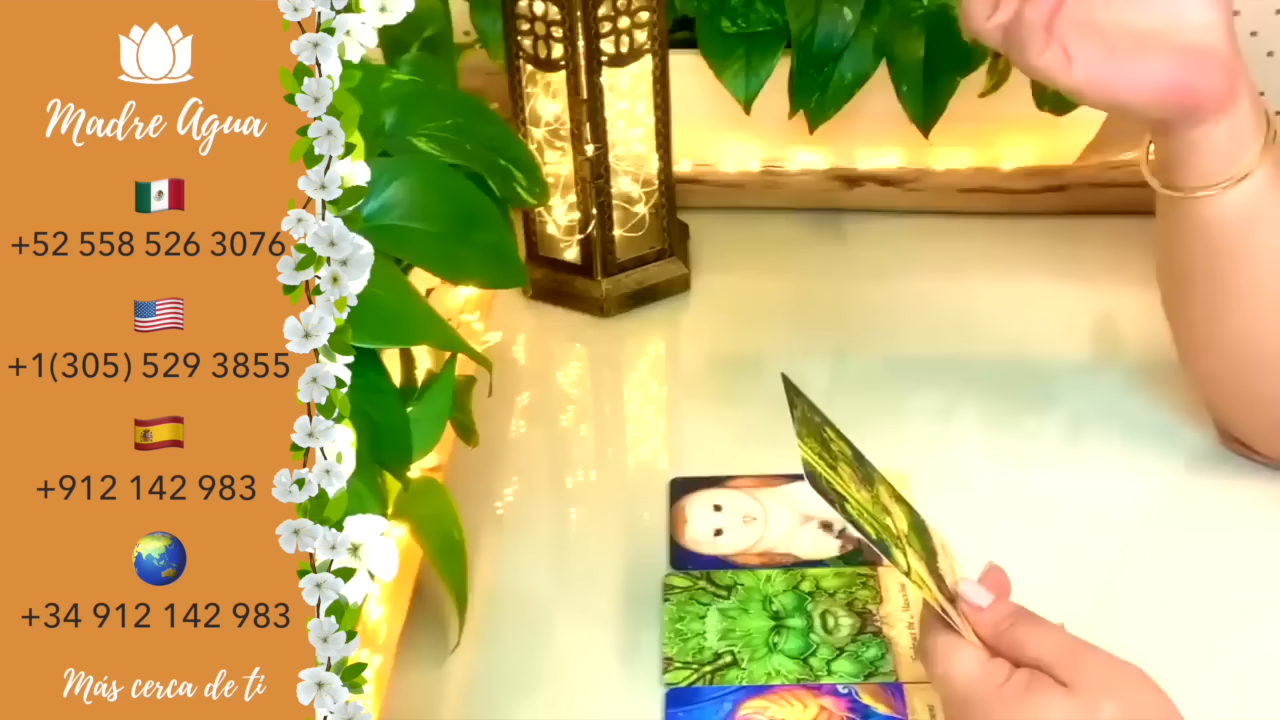 Madre Agua
+52 558 526 3076
+1(305) 529 3855
+912 142 983
+34 912 142 983
Más cerca de ti